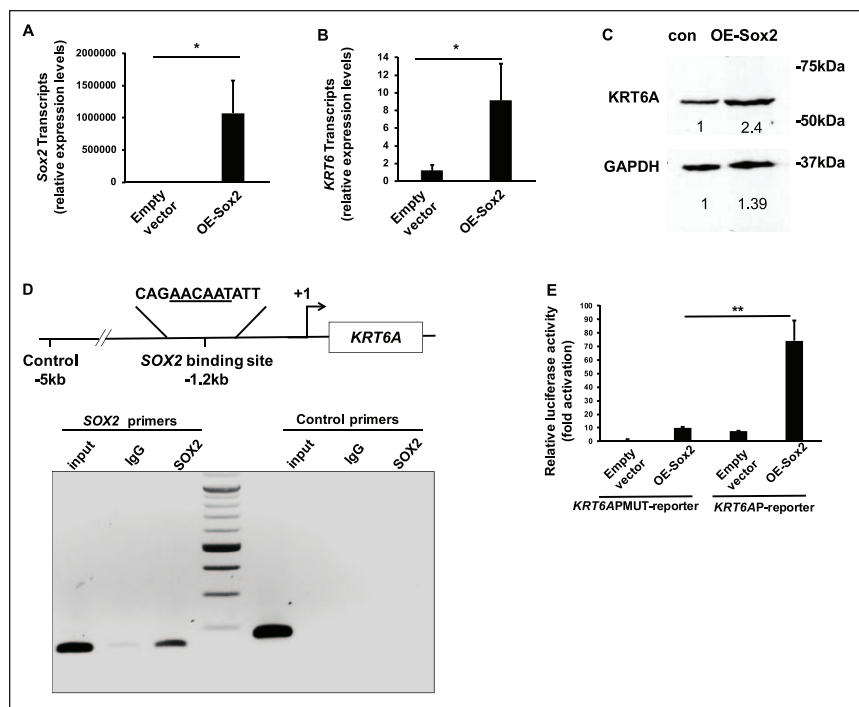 A
Sox2 Transcripts
(relative expression levels)
2000000
1500000
1000000
500000
0
*
Empty
vector
OE-Sox2
B
KRT6 Transcripts
(relative expression levels)
14
12
10
8
6
4
2
0
*
Empty
vector
OE-Sox2
C
con OE-Sox2
-75kDa
KRT6A
1 2.4
-50kDa
GAPDH
-37kDa
1 1.39
D
CAGAACAATATT
+1
KRT6A
Control
-5kb
SOX2 binding site
-1.2kb
SOX2 primers
Control primers
input IgG SOX2 input IgG SOX2
E
Relative luciferase activity
(fold activation)
100
90
80
70
60
50
40
30
20
10
0
**
Empty
vector
OE-Sox2
Empty
vector
OE-Sox2
KRT6APMUT-reporter
KRT6AP-reporter